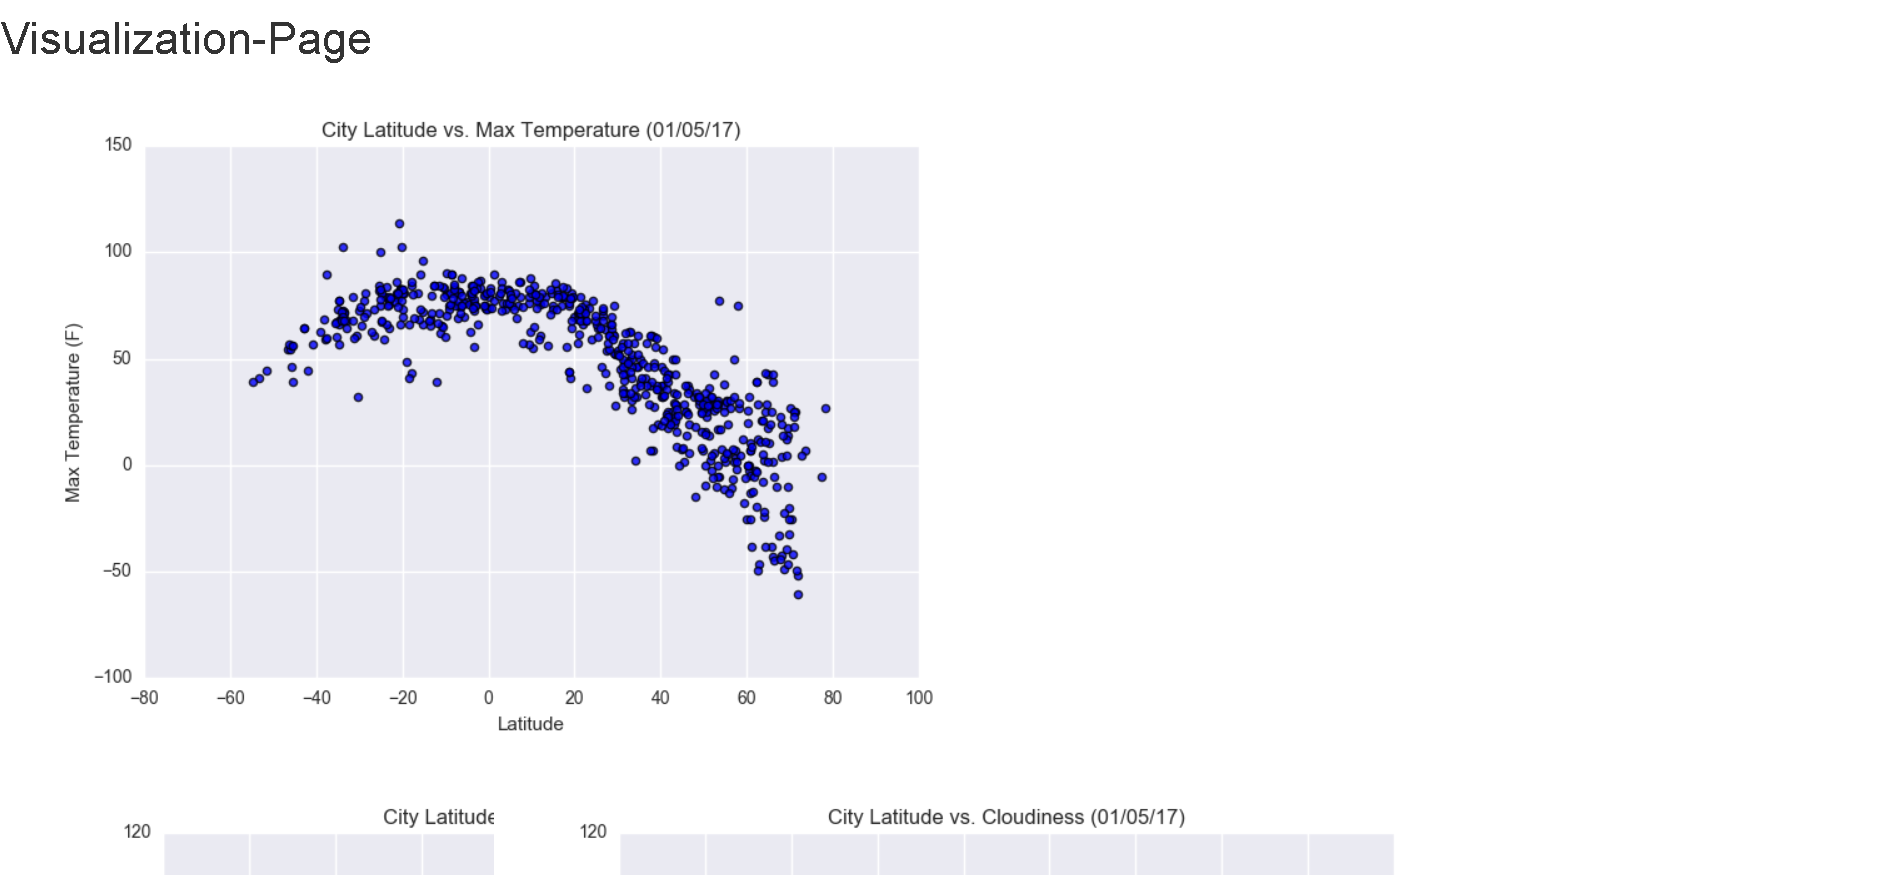 Visualization-Page
City Latitude vs. Max Temperature (01/05/17)
150
100
50
0
−50
−100
Max Temperature (F)
−80 −60 −40 −20 0 20 40 60 80 100
Latitude
City Latitude
City Latitude vs. Cloudiness (01/05/17)
120
120